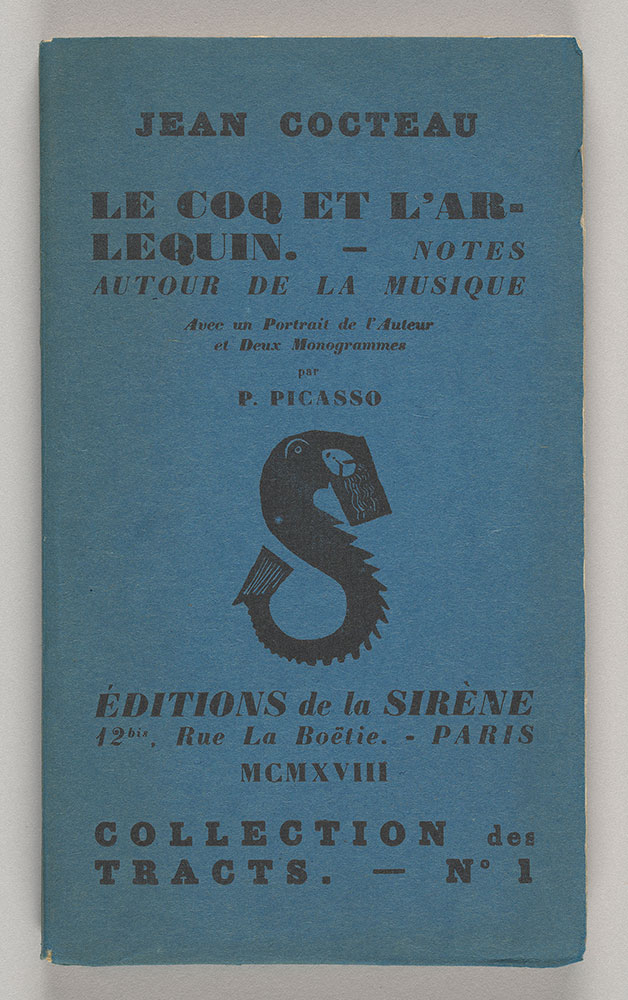 JEAN COCTEAU
LE COQ ET L'AR-
LEQUIN. — NOTES
AUTOUR DE LA MUSIQUE
Avec un Portrait de l'Auteur
et Deux Monogrammes
par
P. PICASSO
ÉDITIONS de la SIRÈNE
12bis, Rue La Boëtie. - PARIS
MCMXVIII
COLLECTION des
TRACTS. — N° 1